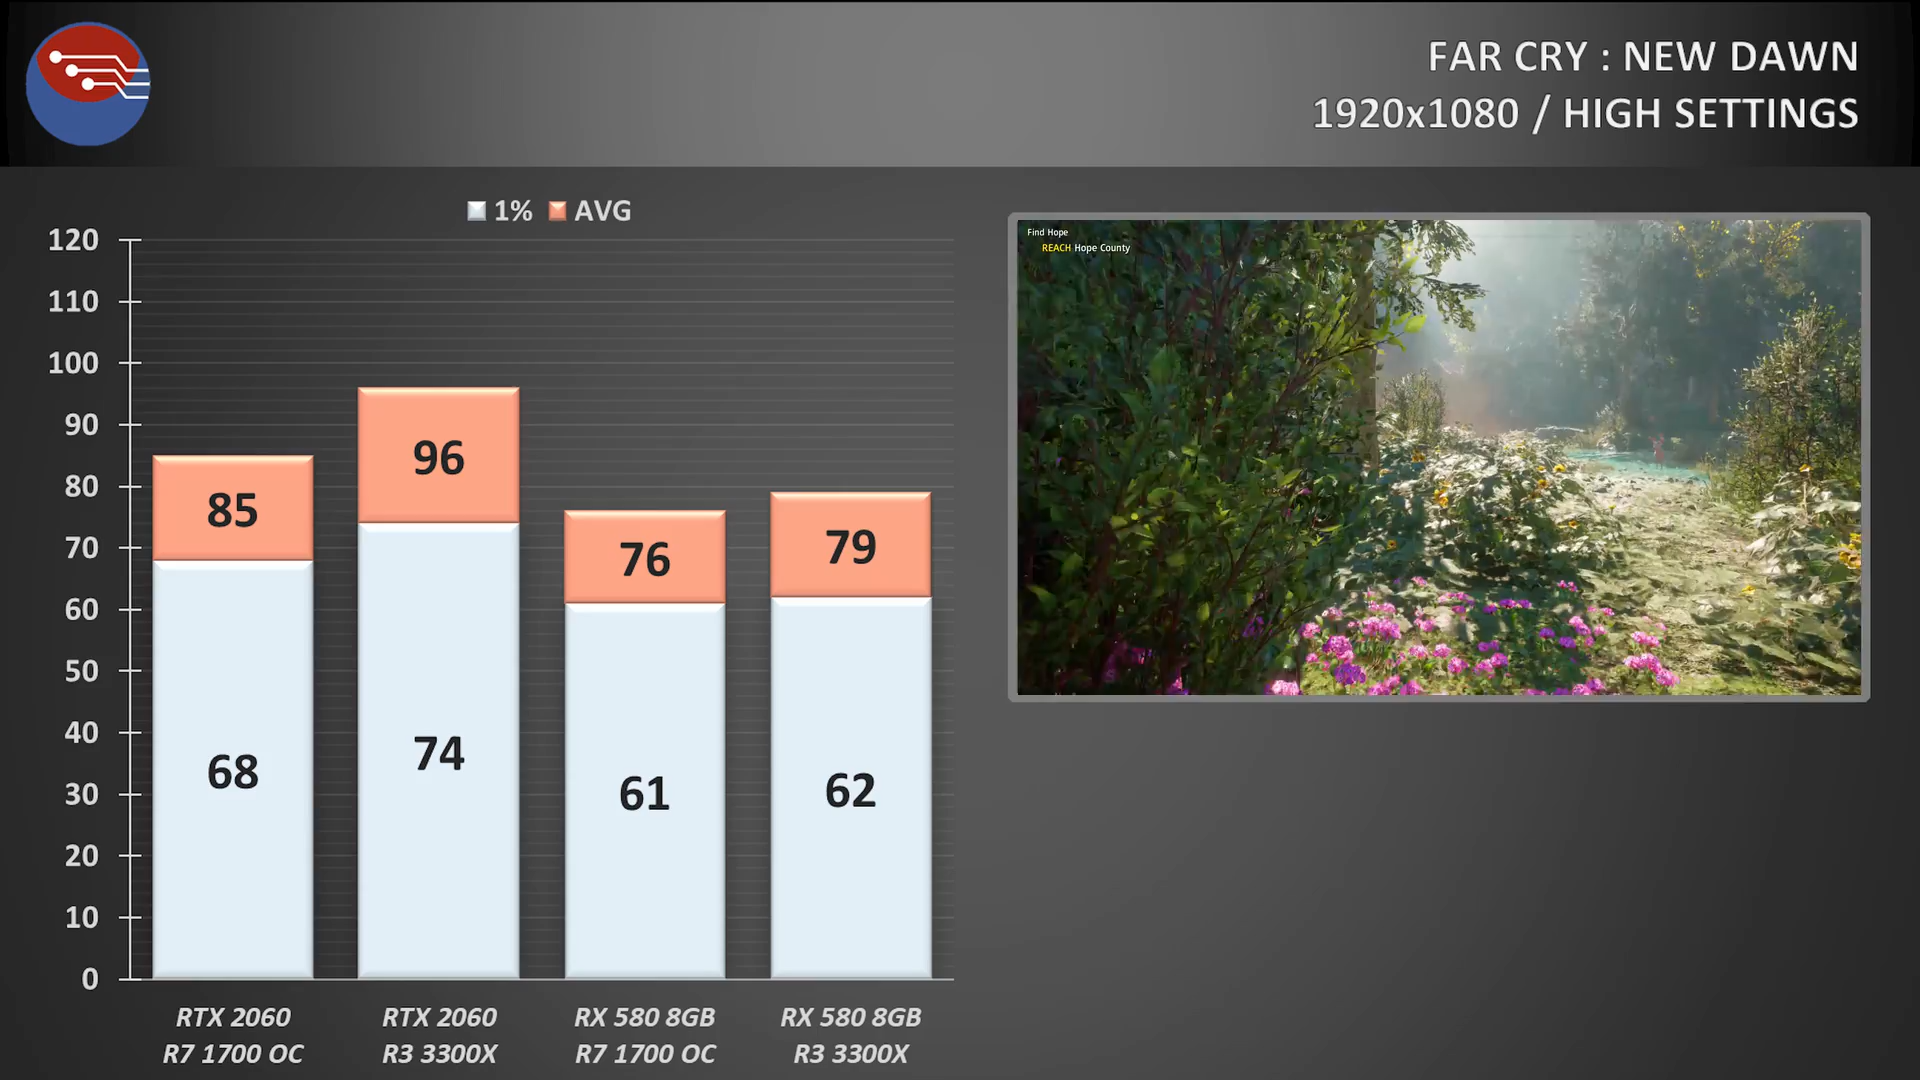 FAR CRY : NEW DAWN
1920x1080 / HIGH SETTINGS
1% AVG
120
110
100
90
80
70
60
50
40
30
20
10
0
85
96
76
79
68
74
61
62
RTX 2060
R7 1700 OC
RTX 2060
R3 3300X
RX 580 8GB
R7 1700 OC
RX 580 8GB
R3 3300X
Find Hope
REACH Hope County